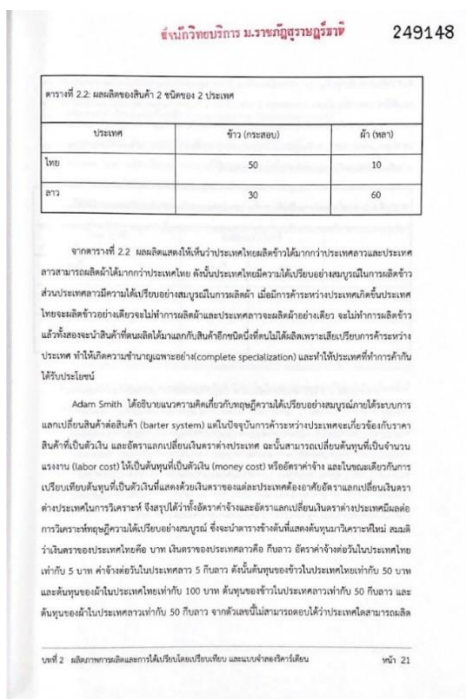 สำนักวิทยบริการ ม.ราชภัฏสุราษฎร์ธานี
249148
ตารางที่ 2.2: ผลผลิตของสินค้า 2 ชนิดของ 2 ประเทศ
ประเทศ ข้าว (กระสอบ) ผ้า (หลา)
ไทย 50 10
ลาว 30 60
จากตารางที่ 2.2 ผลผลิตแสดงให้เห็นว่าประเทศไทยผลิตข้าวได้มากกว่าประเทศลาวและประเทศ
ลาวสามารถผลิตผ้าได้มากกว่าประเทศไทย ดังนั้นประเทศไทยมีความได้เปรียบอย่างสมบูรณ์ในการผลิตข้าว
ส่วนประเทศลาวมีความได้เปรียบอย่างสมบูรณ์ในการผลิตผ้า เมื่อมีการค้าระหว่างประเทศเกิดขึ้นประเทศ
ไทยจะผลิตข้าวอย่างเดียวจะไม่ทำการผลิตผ้าและประเทศลาวจะผลิตผ้าอย่างเดียว จะไม่ทำการผลิตข้าว
แล้วทั้งสองจะนำสินค้าที่ตนผลิตได้มาแลกกับสินค้าอีกชนิดหนึ่งที่ตนไม่ได้ผลิตเพราะเสียเปรียบการค้าระหว่าง
ประเทศ ทำให้เกิดความชำนาญเฉพาะอย่าง(complete specialization) และทำให้ประเทศที่ทำการค้ากัน
ได้รับประโยชน์
Adam Smith ได้อธิบายแนวความคิดเกี่ยวกับทฤษฎีความได้เปรียบอย่างสมบูรณ์ภายใต้ระบบการ
แลกเปลี่ยนสินค้าต่อสินค้า (barter system) แต่ในปัจจุบันการค้าระหว่างประเทศจะเกี่ยวข้องกับราคา
สินค้าที่เป็นตัวเงิน และอัตราแลกเปลี่ยนเงินตราต่างประเทศ ฉะนั้นสามารถเปลี่ยนต้นทุนที่เป็นจำนวน
แรงงาน (labor cost) ให้เป็นต้นทุนที่เป็นตัวเงิน (money cost) หรืออัตราค่าจ้าง และในขณะเดียวกันการ
เปรียบเทียบต้นทุนที่เป็นตัวเงินที่แสดงด้วยเงินตราของแต่ละประเทศต้องอาศัยอัตราแลกเปลี่ยนเงินตรา
ต่างประเทศในการวิเคราะห์ จึงสรุปได้ว่าทั้งอัตราค่าจ้างและอัตราแลกเปลี่ยนเงินตราต่างประเทศมีผลต่อ
การวิเคราะห์ทฤษฎีความได้เปรียบอย่างสมบูรณ์ ซึ่งจะนำตารางข้างต้นที่แสดงต้นทุนมาวิเคราะห์ใหม่ สมมติ
ว่าเงินตราของประเทศไทยคือ บาท เงินตราของประเทศลาวคือ กีบลาว อัตราค่าจ้างต่อวันในประเทศไทย
เท่ากับ 5 บาท ค่าจ้างต่อวันในประเทศลาว 5 กีบลาว ดังนั้นต้นทุนของข้าวในประเทศไทยเท่ากับ 50 บาท
และต้นทุนของผ้าในประเทศไทยเท่ากับ 100 บาท ต้นทุนของข้าวในประเทศลาวเท่ากับ 50 กีบลาว และ
ต้นทุนของผ้าในประเทศลาวเท่ากับ 50 กีบลาว จากตัวเลขนี้ไม่สามารถตอบได้ว่าประเทศใดสามารถผลิต
บทที่ 2 ผลิตภาพการผลิตและการได้เปรียบโดยเปรียบเทียบ และแบบจำลองริคาร์เดียน หน้า 21